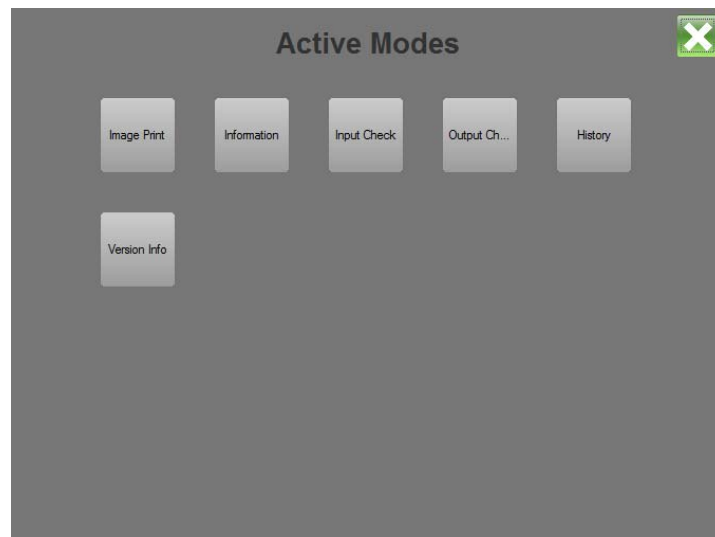 Active Modes
Image Print
Information
Input Check
Output Ch...
History
Version Info